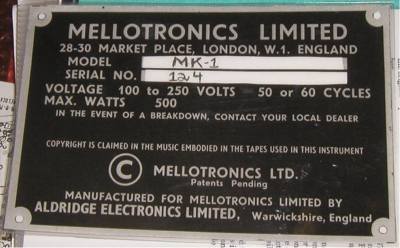 MELLOTRONICS LIMITED
28-30 MARKET PLACE, LONDON, W.1. ENGLAND
MODEL MK-1
SERIAL NO. 124
VOLTAGE 100 to 250 VOLTS 50 or 60 CYCLES
MAX. WATTS 500
IN THE EVENT OF A BREAKDOWN, CONTACT YOUR LOCAL DEALER
COPYRIGHT IS CLAIMED IN THE MUSIC EMBODIED IN THE TAPES USED IN THIS INSTRUMENT
© MELLOTRONICS LTD.
Patents Pending
MANUFACTURED FOR MELLOTRONICS LIMITED BY
ALDRIDGE ELECTRONICS LIMITED, Warwickshire, England